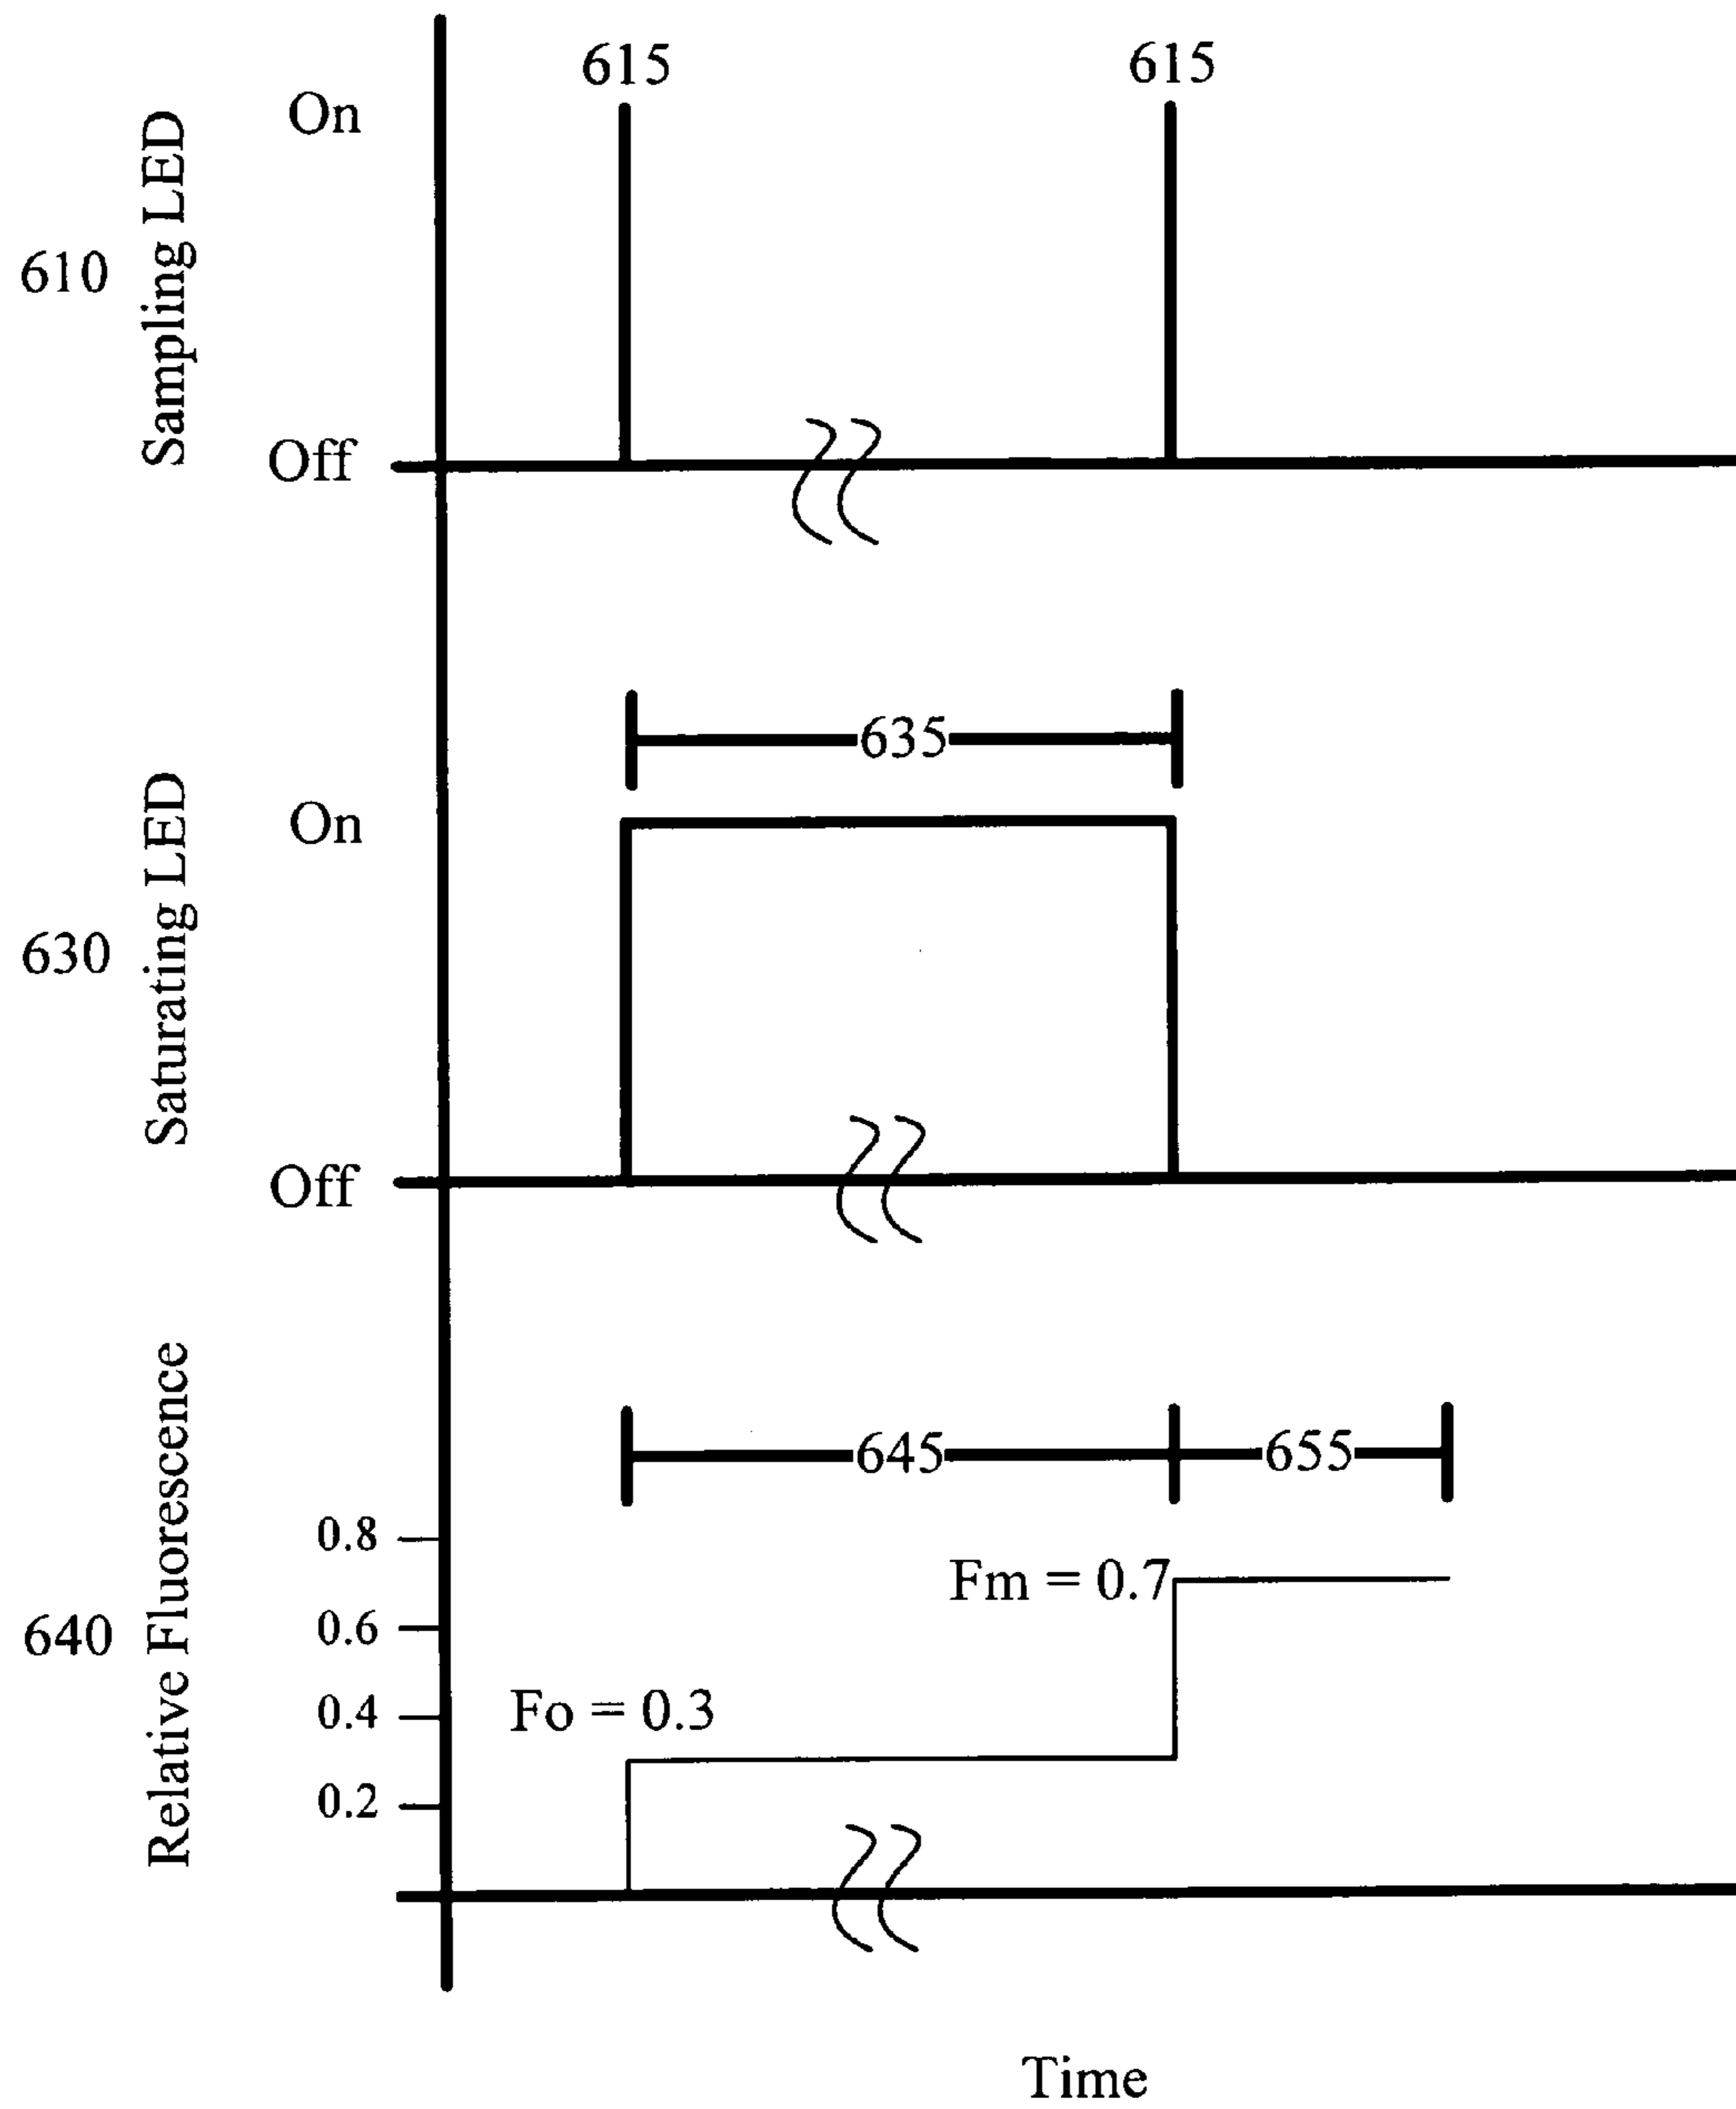 615 615
On
610 Sampling LED
Off
635
On
630 Saturating LED
Off
645 655
0.8
Fm = 0.7
0.6
640 Relative Fluorescence
Fo = 0.3
0.4
0.2
Time